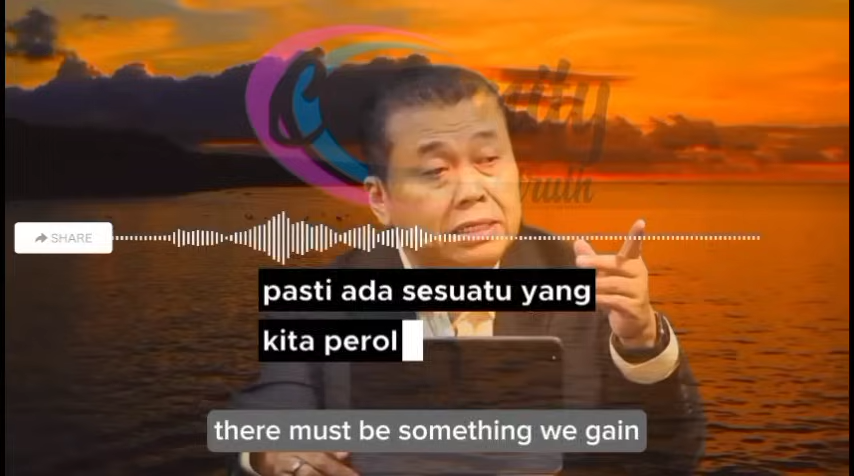 SHARE
pasti ada sesuatu yang
kita perol
there must be something we gain